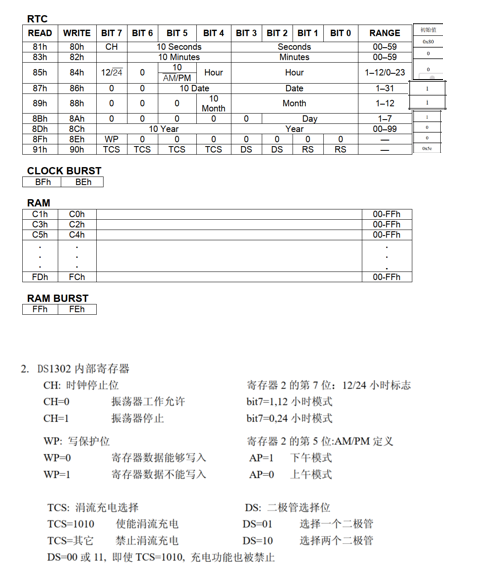 RTC
READ WRITE BIT 7 BIT 6 BIT 5 BIT 4 BIT 3 BIT 2 BIT 1 BIT 0 RANGE 初始值
81h 80h CH 10 Seconds Seconds 00–59 0x80
83h 82h 10 Minutes Minutes 00–59 0
85h 84h 12/24 0 10 AM/PM Hour Hour 1–12/0–23 0
87h 86h 0 0 10 Date Date 1–31 1
89h 88h 0 0 0 10 Month Month 1–12 1
8Bh 8Ah 0 0 0 0 0 Day 1–7 1
8Dh 8Ch 10 Year Year 00–99 0
8Fh 8Eh WP 0 0 0 0 0 0 0 — 0
91h 90h TCS TCS TCS TCS DS DS RS RS —
CLOCK BURST
BFh BEh
RAM
C1h C0h 00-FFh
C3h C2h 00-FFh
C5h C4h 00-FFh
FDh FCh 00-FFh
RAM BURST
FFh FEh
2. DS1302 内部寄存器
CH: 时钟停止位 寄存器 2 的第 7 位：12/24 小时标志
CH=0 振荡器工作允许 bit7=1,12 小时模式
CH=1 振荡器停止 bit7=0,24 小时模式
WP: 写保护位 寄存器 2 的第 5 位:AM/PM 定义
WP=0 寄存器数据能够写入 AP=1 下午模式
WP=1 寄存器数据不能写入 AP=0 上午模式
TCS: 涓流充电选择 DS: 二极管选择位
TCS=1010 使能涓流充电 DS=01 选择一个二极管
TCS=其它 禁止涓流充电 DS=10 选择两个二极管
DS=00 或 11, 即使 TCS=1010, 充电功能也被禁止